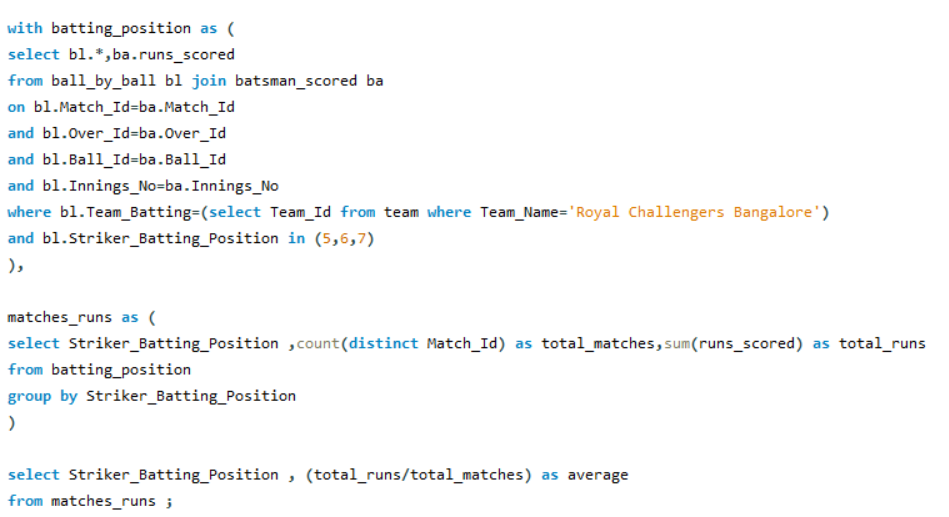 with batting_position as (
select bl.*,ba.runs_scored
from ball_by_ball bl join batsman_scored ba
on bl.Match_Id=ba.Match_Id
and bl.Over_Id=ba.Over_Id
and bl.Ball_Id=ba.Ball_Id
and bl.Innings_No=ba.Innings_No
where bl.Team_Batting=(select Team_Id from team where Team_Name='Royal Challengers Bangalore')
and bl.Striker_Batting_Position in (5,6,7)
),
matches_runs as (
select Striker_Batting_Position ,count(distinct Match_Id) as total_matches,sum(runs_scored) as total_runs
from batting_position
group by Striker_Batting_Position
)
select Striker_Batting_Position , (total_runs/total_matches) as average
from matches_runs ;